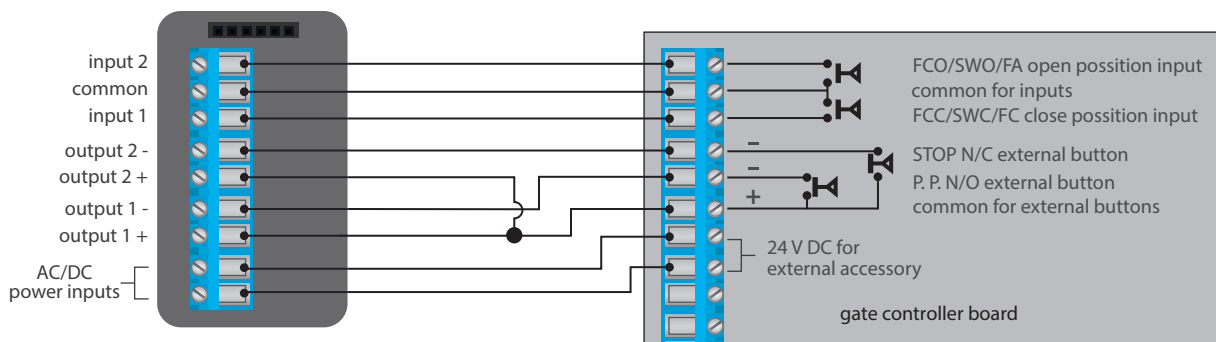 input 2
common
input 1
output 2 -
output 2 +
output 1 -
output 1 +
AC/DC
power inputs
FCO/SWO/FA open possition input
common for inputs
FCC/SWC/FC close possition input
-
STOP N/C external button
-
P. P. N/O external button
+
common for external buttons
24 V DC for
external accessory
gate controller board